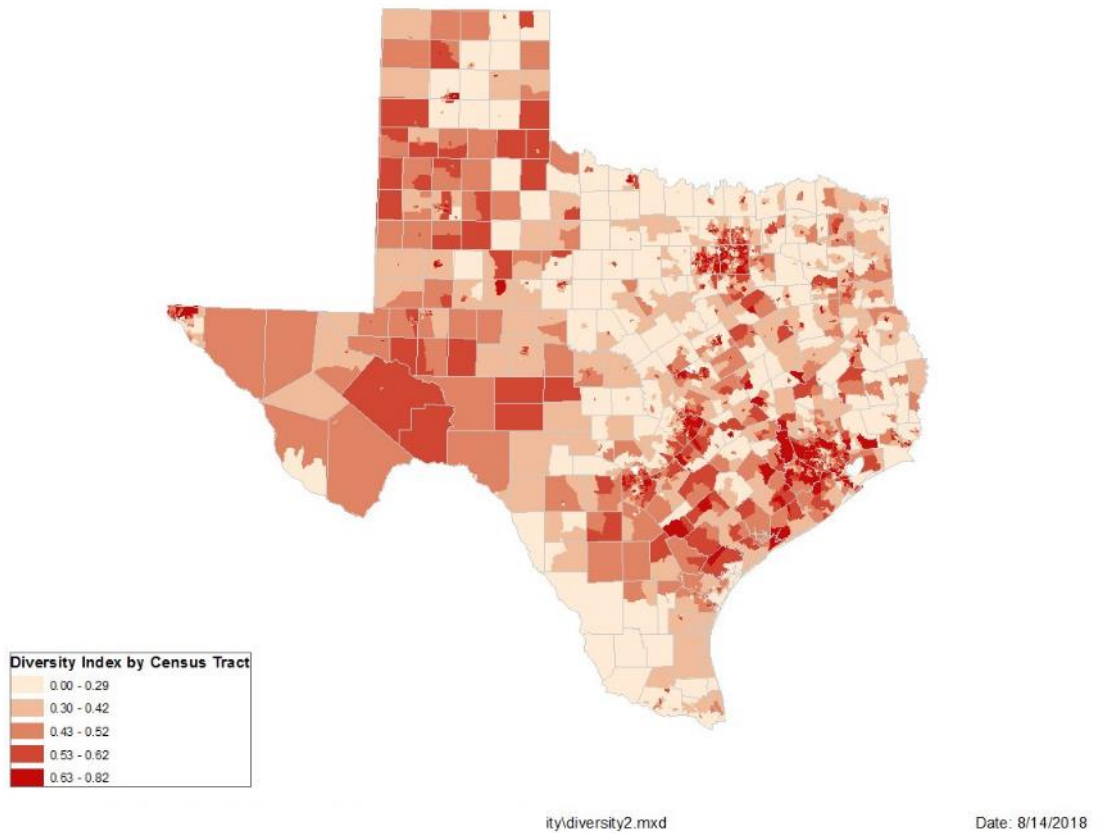 Diversity Index by Census Tract
0.00 - 0.29
0.30 - 0.42
0.43 - 0.52
0.53 - 0.62
0.63 - 0.82
ity\diversity2.mxd
Date: 8/14/2018